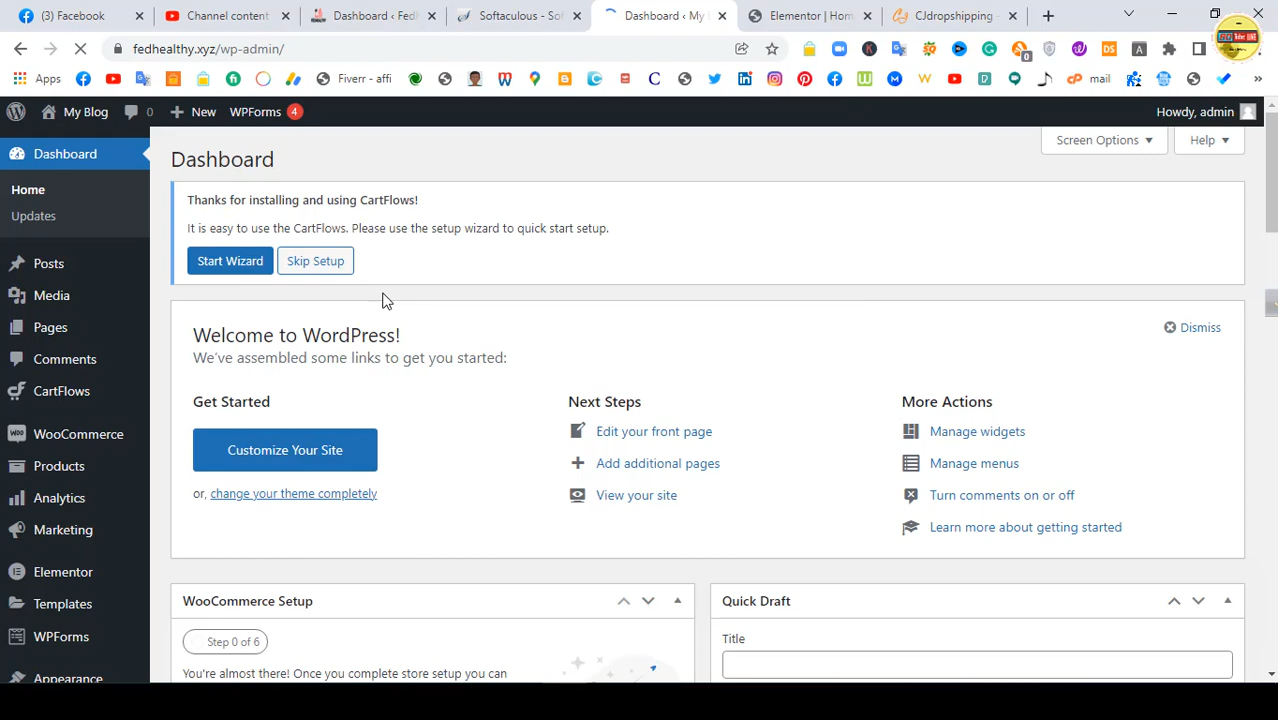 (3) Facebook
Channel content
Dashboard ‹ Fedh
Softaculous - Sof
Dashboard ‹ My
Elementor | Hom
CJdropshipping
fedhealthy.xyz/wp-admin/
Apps
Fiverr - affi
mail
My Blog
0
New
WPForms 4
Howdy, admin
Dashboard
Home
Updates
Posts
Media
Pages
Comments
CartFlows
WooCommerce
Products
Analytics
Marketing
Elementor
Templates
WPForms
Appearance
Screen Options
Help
Dashboard
Thanks for installing and using CartFlows!
It is easy to use the CartFlows. Please use the setup wizard to quick start setup.
Start Wizard
Skip Setup
Welcome to WordPress!
Dismiss
We've assembled some links to get you started:
Get Started
Customize Your Site
or, change your theme completely
Next Steps
Edit your front page
Add additional pages
View your site
More Actions
Manage widgets
Manage menus
Turn comments on or off
Learn more about getting started
WooCommerce Setup
Step 0 of 6
You're almost there! Once you complete store setup you can
Quick Draft
Title